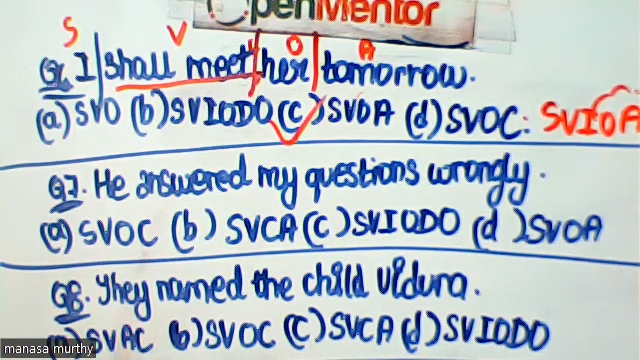 OpenMentor
S V O A
Q6. I shall meet her tomorrow.
(a) SVO (b) SVIODO (c) SVOA (d) SVOC: SVIOA
Q7. He answered my questions wrongly.
(a) SVOC (b) SVCA (c) SVIODO (d) SVOA
Q8. They named the child Vidura.
(a) SVAC (b) SVOC (c) SVCA (d) SVIODO
manasa murthy